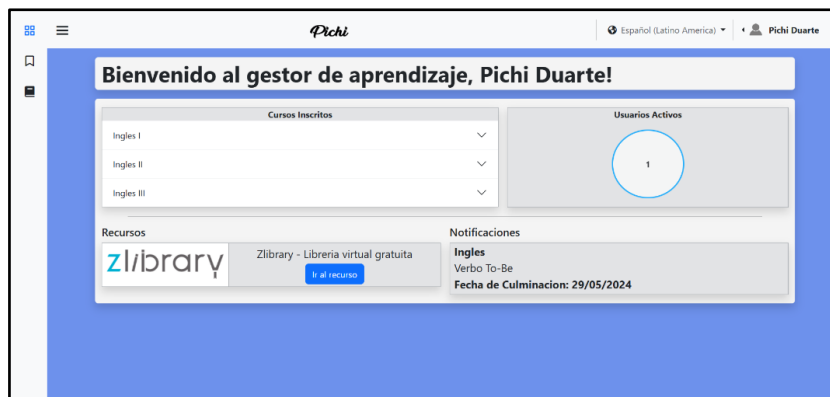 Pichi
Español (Latino America)
Pichi Duarte
Bienvenido al gestor de aprendizaje, Pichi Duarte!
Cursos Inscritos
Ingles I
Ingles II
Ingles III
Usuarios Activos
1
Recursos
zlibrary
Zlibrary - Libreria virtual gratuita
Ir al recurso
Notificaciones
Ingles
Verbo To-Be
Fecha de Culminacion: 29/05/2024